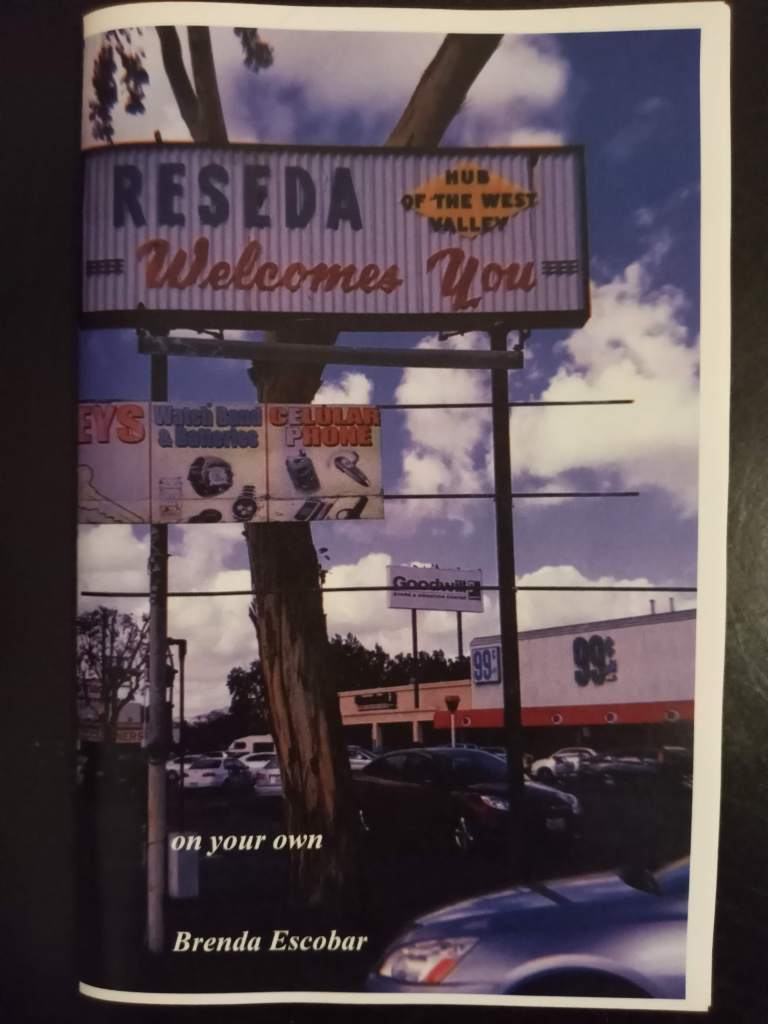 RESEDA
HUB
OF THE WEST
VALLEY
Welcomes You
EYS
Watch Band
& Batteries
CELLULAR
PHONE
Goodwill
99¢
99¢
on your own
Brenda Escobar